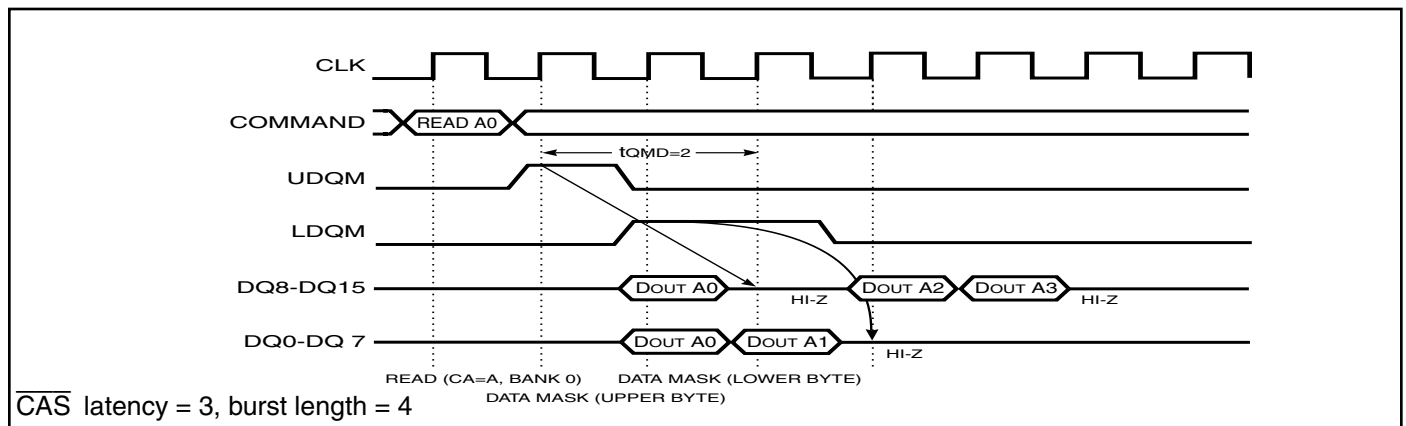 CLK
COMMAND
READ A0
tQMD=2
UDQM
LDQM
DQ8-DQ15
DOUT A0
HI-Z
DOUT A2
DOUT A3
HI-Z
DQ0-DQ 7
DOUT A0
DOUT A1
HI-Z
READ (CA=A, BANK 0)
DATA MASK (LOWER BYTE)
DATA MASK (UPPER BYTE)
CAS latency = 3, burst length = 4